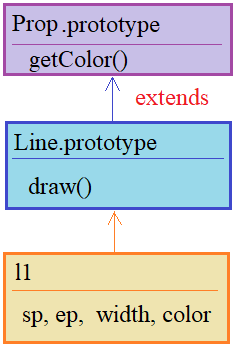 Prop .prototype
getColor()
extends
Line.prototype
draw()
l1
sp, ep, width, color